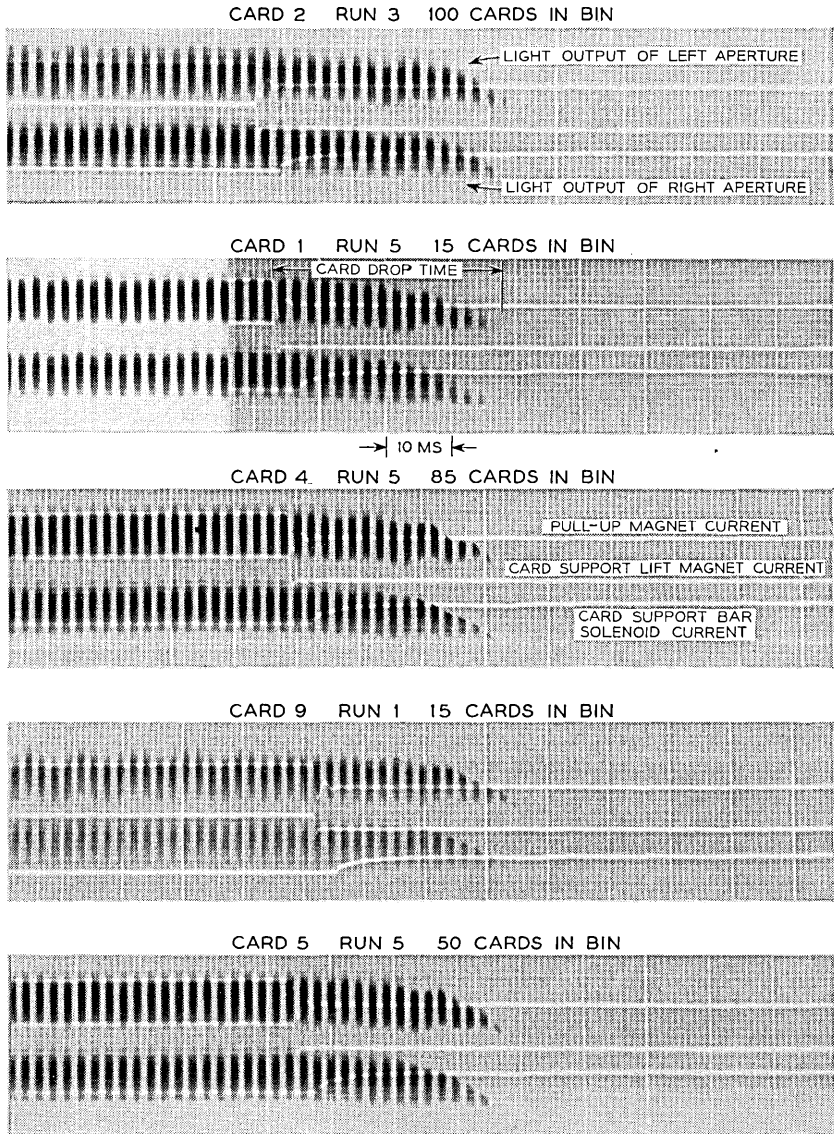 CARD 2 RUN 3 100 CARDS IN BIN
LIGHT OUTPUT OF LEFT APERTURE
LIGHT OUTPUT OF RIGHT APERTURE
CARD 1 RUN 5 15 CARDS IN BIN
CARD DROP TIME
10 MS
CARD 4 RUN 5 85 CARDS IN BIN
PULL-UP MAGNET CURRENT
CARD SUPPORT LIFT MAGNET CURRENT
CARD SUPPORT BAR
SOLENOID CURRENT
CARD 9 RUN 1 15 CARDS IN BIN
CARD 5 RUN 5 50 CARDS IN BIN